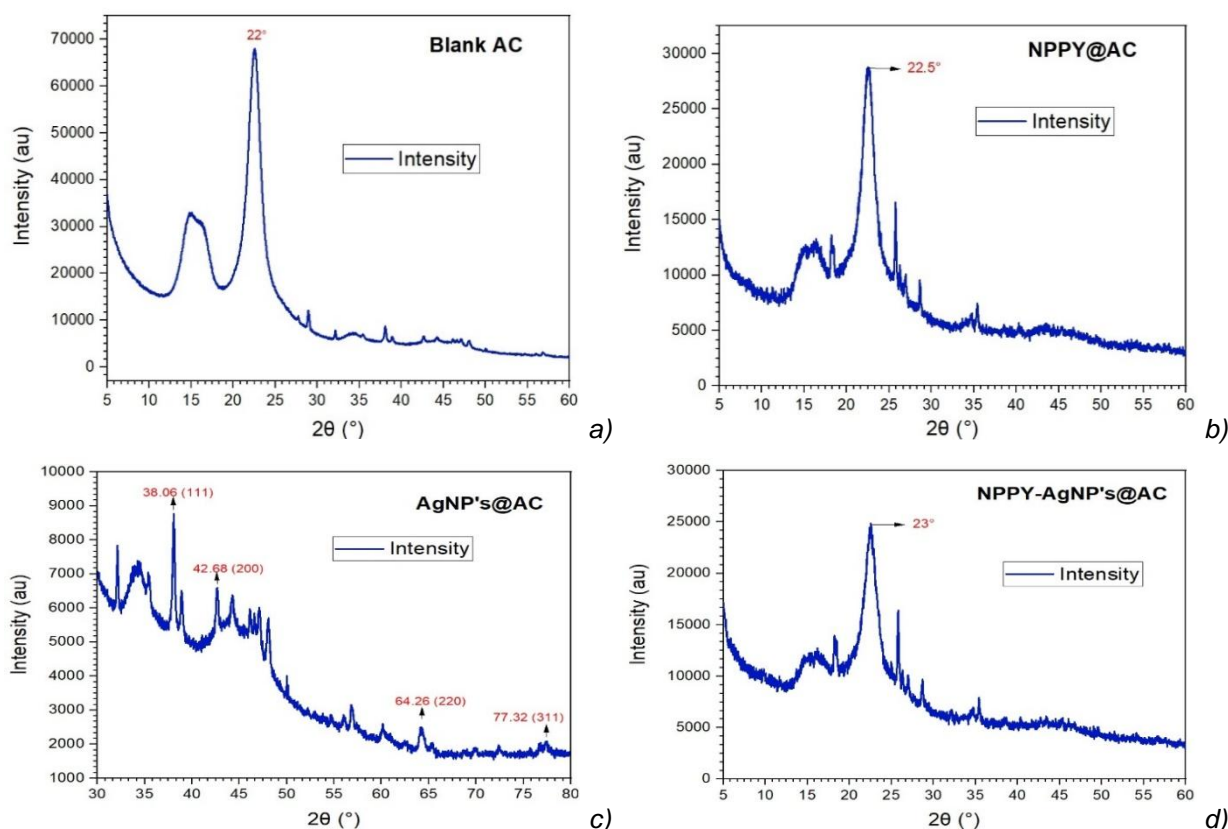 Blank AC
22°
Intensity
Intensity (au)
70000
60000
50000
40000
30000
20000
10000
0
5 10 15 20 25 30 35 40 45 50 55 60
2θ (°)
a)
NPPY@AC
22.5°
Intensity
Intensity (au)
30000
25000
20000
15000
10000
5000
0
5 10 15 20 25 30 35 40 45 50 55 60
2θ (°)
b)
AgNP's@AC
38.06 (111)
42.68 (200)
64.26 (220)
77.32 (311)
Intensity
Intensity (au)
10000
9000
8000
7000
6000
5000
4000
3000
2000
1000
30 35 40 45 50 55 60 65 70 75 80
2θ (°)
c)
NPPY-AgNP's@AC
23°
Intensity
Intensity (au)
30000
25000
20000
15000
10000
5000
0
5 10 15 20 25 30 35 40 45 50 55 60
2θ (°)
d)